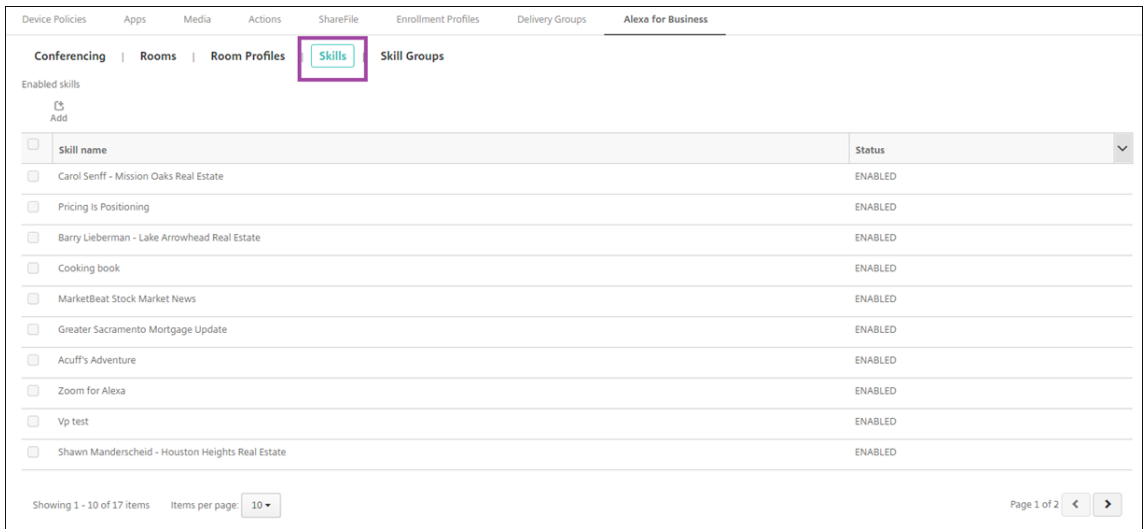 Device Policies Apps Media Actions ShareFile Enrollment Profiles Delivery Groups Alexa for Business
Conferencing | Rooms | Room Profiles | Skills | Skill Groups
Enabled skills
Add
Skill name Status
Carol Senff - Mission Oaks Real Estate ENABLED
Pricing Is Positioning ENABLED
Barry Lieberman - Lake Arrowhead Real Estate ENABLED
Cooking book ENABLED
MarketBeat Stock Market News ENABLED
Greater Sacramento Mortgage Update ENABLED
Acuff's Adventure ENABLED
Zoom for Alexa ENABLED
Vp test ENABLED
Shawn Manderscheid - Houston Heights Real Estate ENABLED
Showing 1 - 10 of 17 items Items per page: 10 Page 1 of 2 < >